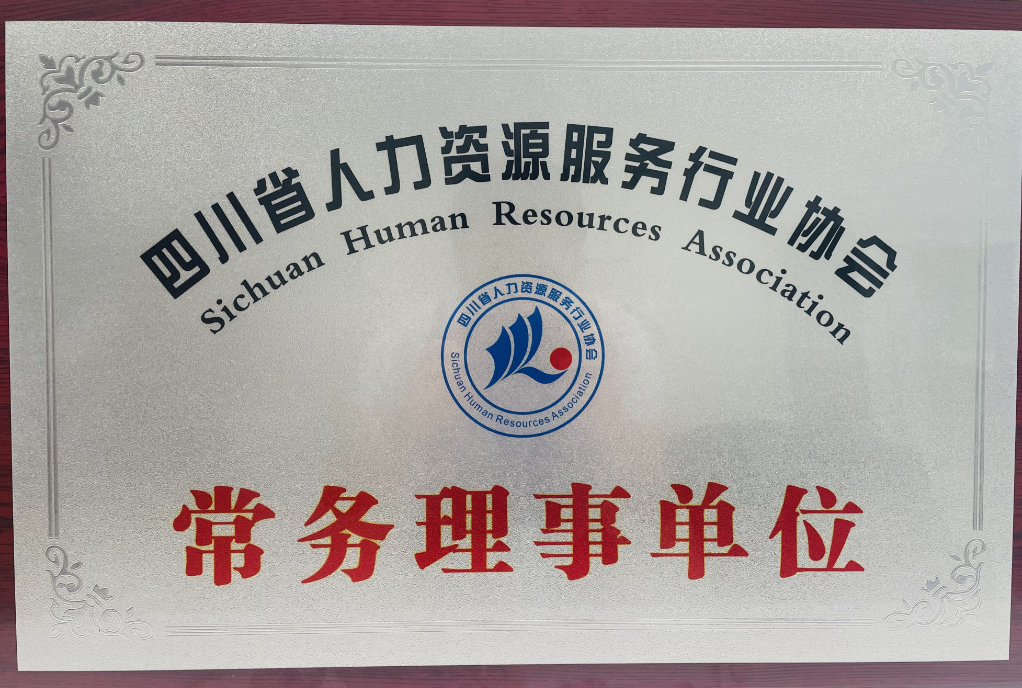 四川省人力资源服务行业协会
Sichuan Human Resources Association
四川省人力资源服务行业协会
Sichuan Human Resources Association
常务理事单位